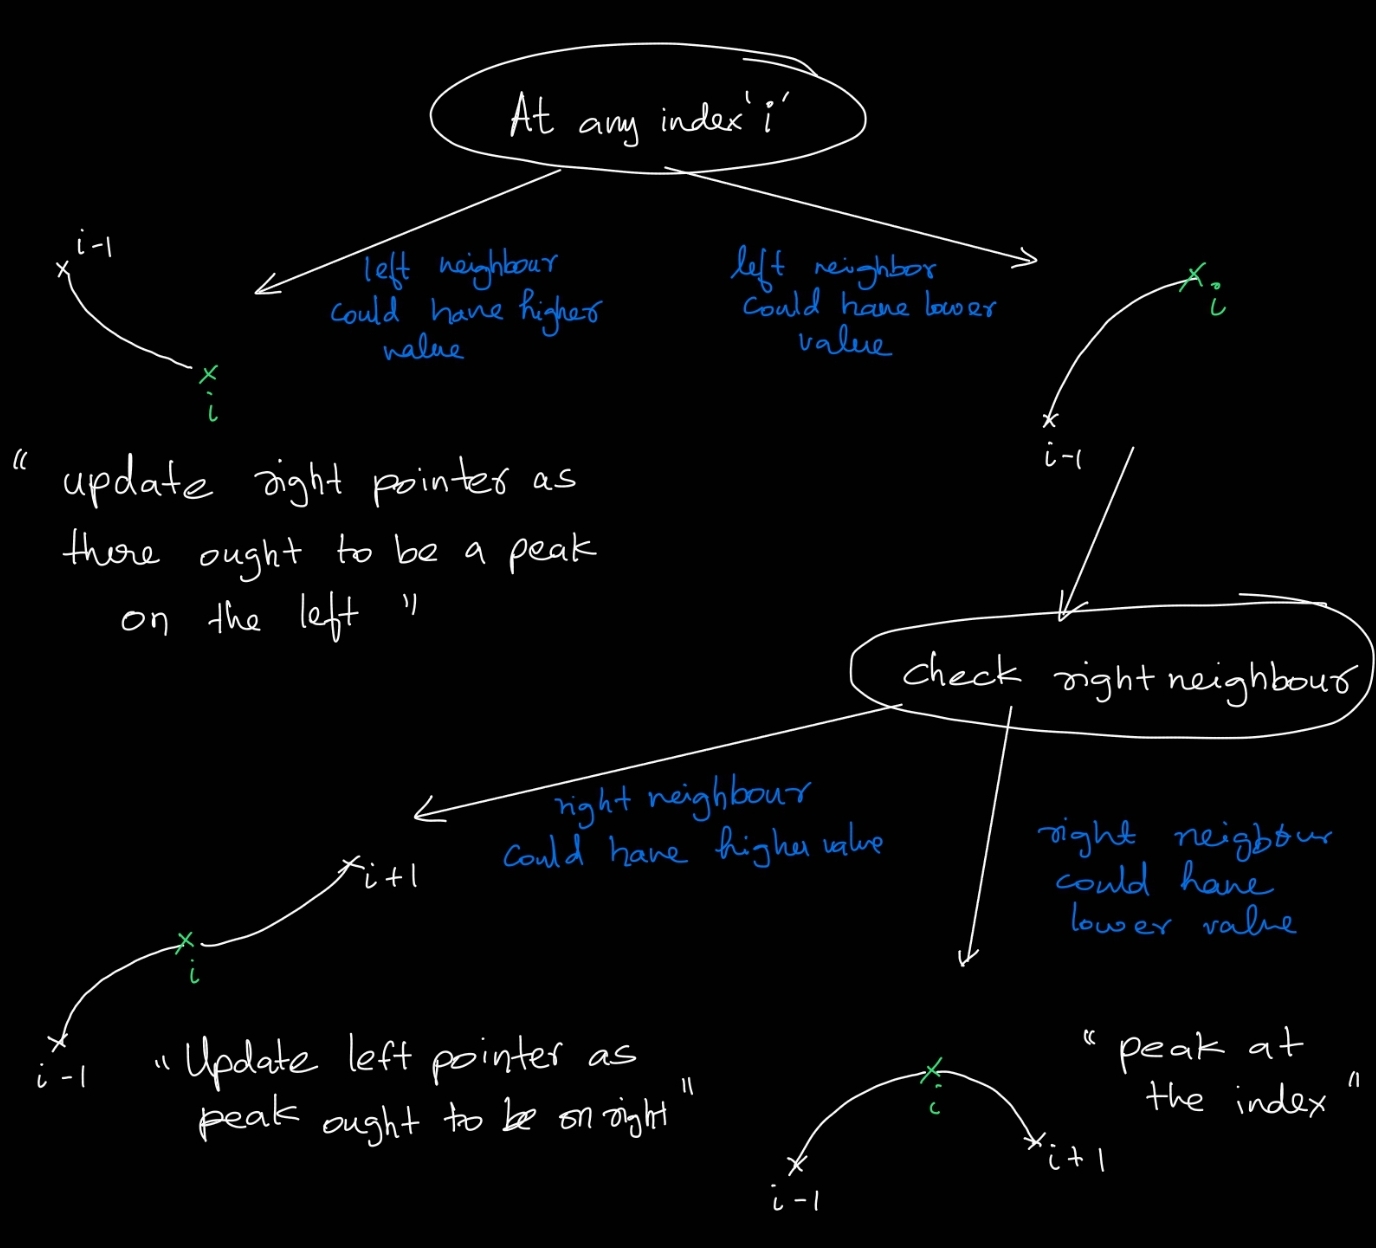 At any index 'i'
i-1
left neighbour
could have higher
value
left neighbor
could have lower
value
i
i
i-1
" update right pointer as
there ought to be a peak
on the left "
check right neighbour
right neighbour
could have higher value
right neigbour
could have
lower value
i+1
i
i-1
" Update left pointer as
peak ought to be on right "
" peak at
the index "
i
i+1
i-1